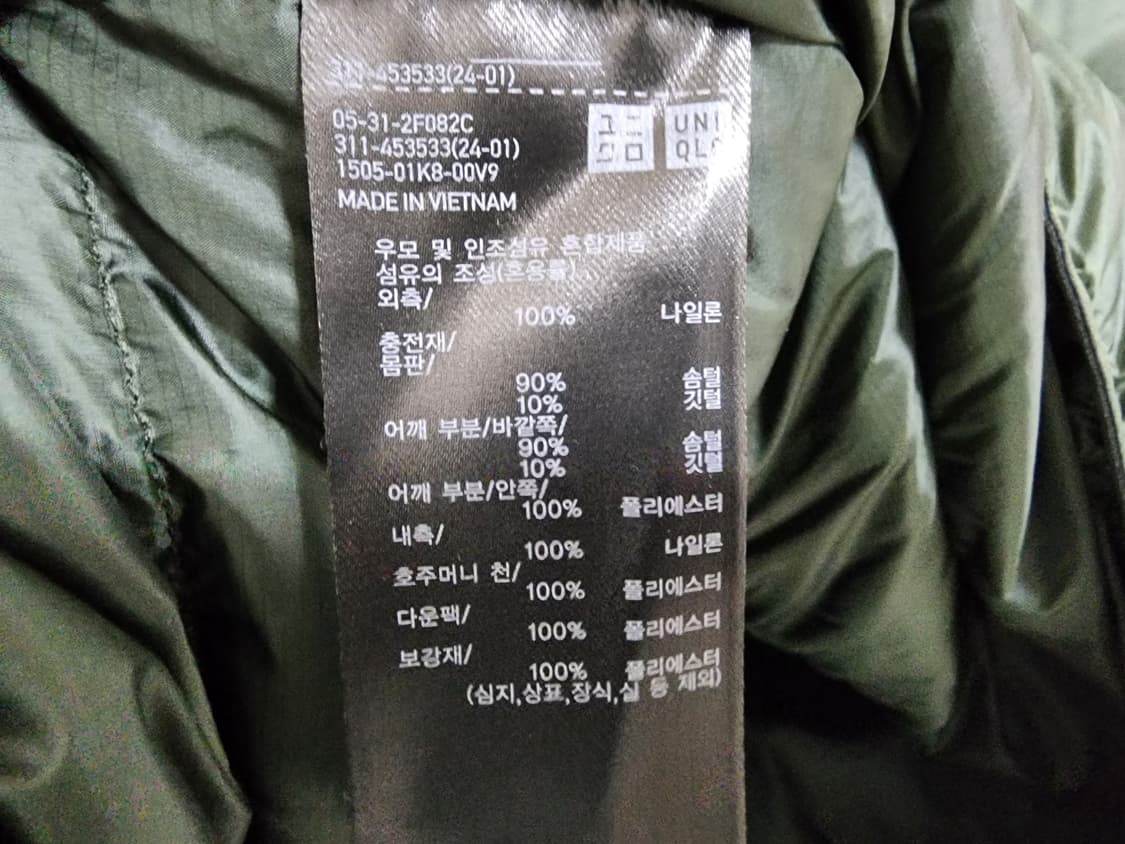 311-453533(24-01)
05-31-2F082C
311-453533(24-01)
1505-01K8-00V9
MADE IN VIETNAM
ユニ
クロ
UNI
QLO
우모 및 인조섬유 혼합제품
섬유의 조성(혼용률)
외측/
100% 나일론
충전재/
몸판/
90% 솜털
10% 깃털
어깨 부분/바깥쪽/
90% 솜털
10% 깃털
어깨 부분/안쪽/
100% 폴리에스터
내측/
100% 나일론
호주머니 천/
100% 폴리에스터
다운팩/
100% 폴리에스터
보강재/
100% 폴리에스터
(심지,상표,장식,실 등 제외)